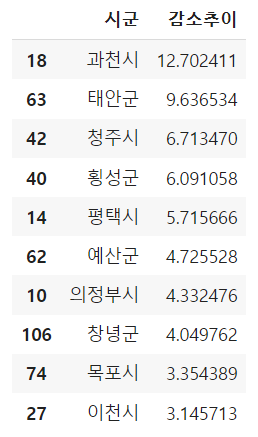 시군 감소추이
18 과천시 12.702411
63 태안군 9.636534
42 청주시 6.713470
40 횡성군 6.091058
14 평택시 5.715666
62 예산군 4.725528
10 의정부시 4.332476
106 창녕군 4.049762
74 목포시 3.354389
27 이천시 3.145713